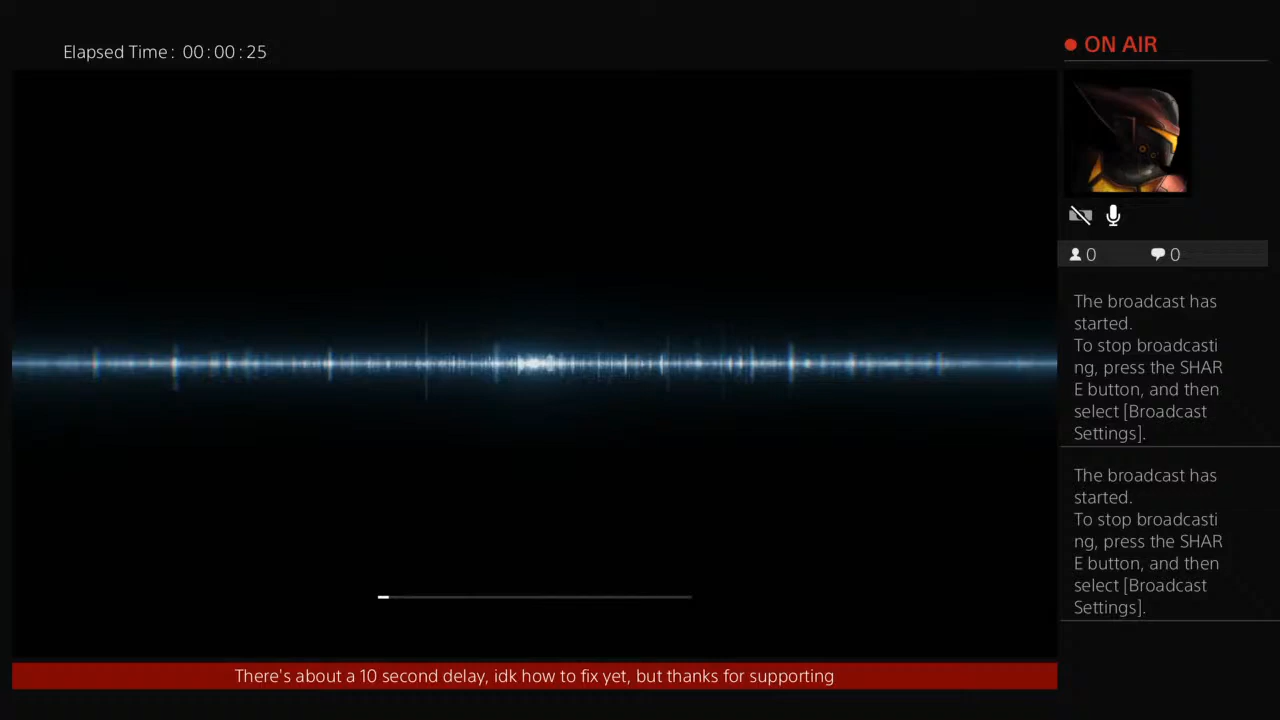 Elapsed Time: 00:00:25
ON AIR
0 0
The broadcast has
started.
To stop broadcasti
ng, press the SHAR
E button, and then
select [Broadcast
Settings].
The broadcast has
started.
To stop broadcasti
ng, press the SHAR
E button, and then
select [Broadcast
Settings].
There's about a 10 second delay, idk how to fix yet, but thanks for supporting